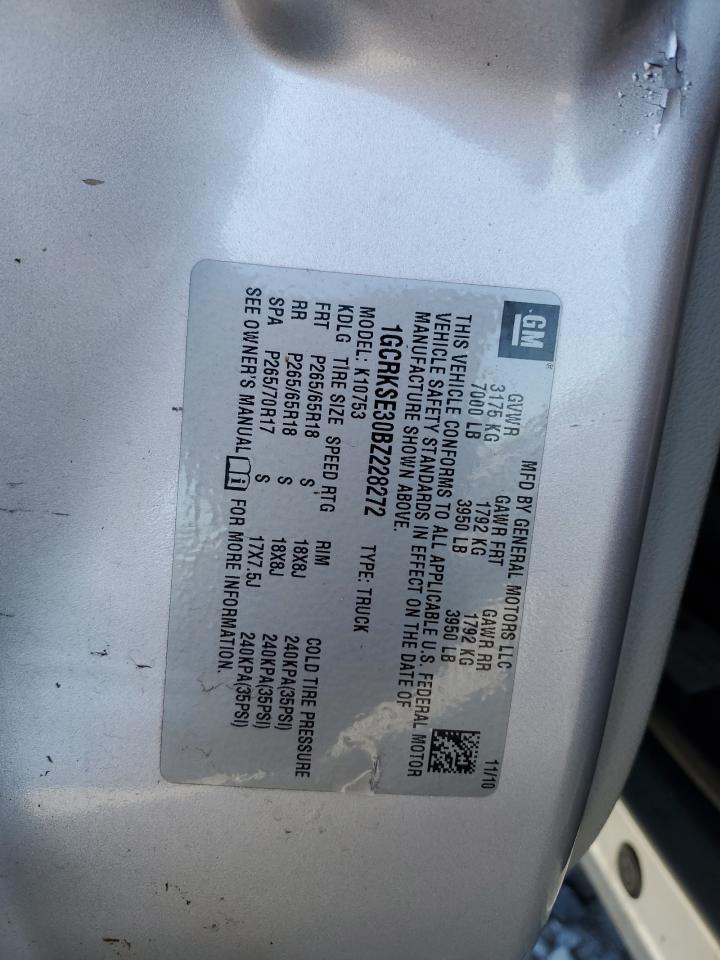 GM ®
MFD BY GENERAL MOTORS LLC 11/10
GVWR GAWR FRT GAWR RR
3175 KG 1792 KG 1792 KG
7000 LB 3950 LB 3950 LB
THIS VEHICLE CONFORMS TO ALL APPLICABLE U.S. FEDERAL MOTOR
VEHICLE SAFETY STANDARDS IN EFFECT ON THE DATE OF
MANUFACTURE SHOWN ABOVE.
1GCRKSE30BZ228272 TYPE: TRUCK
MODEL: K10753
KDLG TIRE SIZE SPEED RTG RIM COLD TIRE PRESSURE
FRT P265/65R18 S 18X8J 240KPA(35PSI)
RR P265/65R18 S 18X8J 240KPA(35PSI)
SPA P265/70R17 S 17X7.5J 240KPA(35PSI)
SEE OWNER'S MANUAL i FOR MORE INFORMATION.